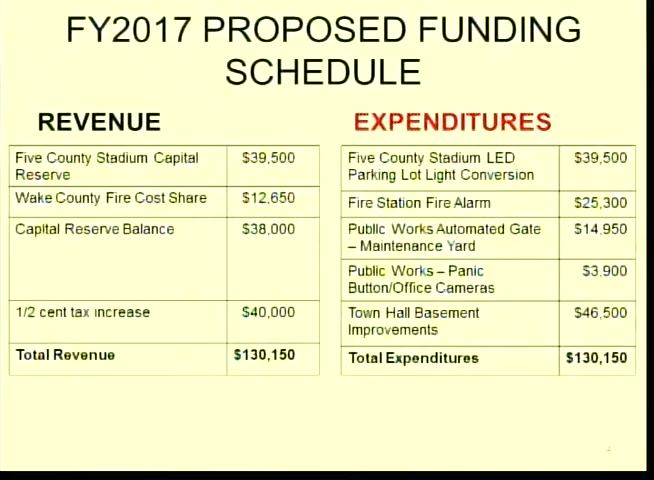 FY2017 PROPOSED FUNDING
SCHEDULE
REVENUE
Five County Stadium Capital
Reserve
$39,500
Wake County Fire Cost Share
$12,650
Capital Reserve Balance
$38,000
1/2 cent tax increase
$40,000
Total Revenue
$130,150
EXPENDITURES
Five County Stadium LED
Parking Lot Light Conversion
$39,500
Fire Station Fire Alarm
$25,300
Public Works Automated Gate
– Maintenance Yard
$14,950
Public Works – Panic
Button/Office Cameras
$3,900
Town Hall Basement
Improvements
$46,500
Total Expenditures
$130,150